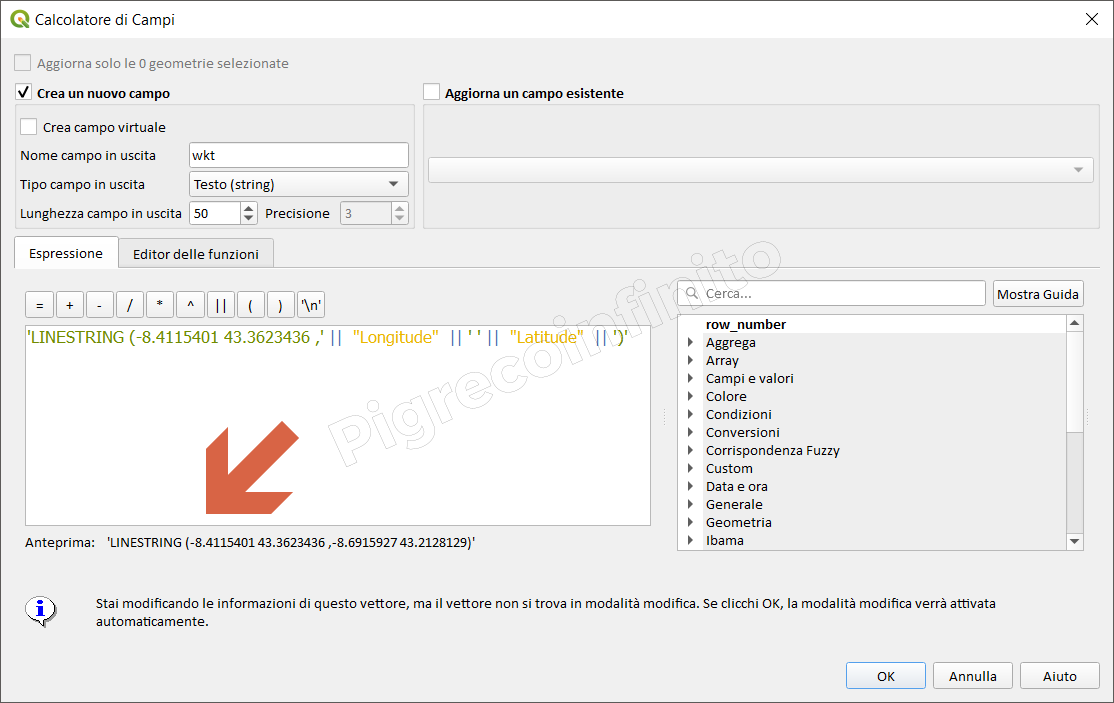 Calcolatore di Campi
Aggiorna solo le 0 geometrie selezionate
Crea un nuovo campo
Aggiorna un campo esistente
Crea campo virtuale
Nome campo in uscita wkt
Tipo campo in uscita Testo (string)
Lunghezza campo in uscita 50 Precisione 3
Espressione Editor delle funzioni
= + - / * ^ || ( ) '\n'
Cerca... Mostra Guida
'LINESTRING (-8.4115401 43.3623436 ,' || "Longitude" || ' ' || "Latitude" || ')'
row_number
Aggrega
Array
Campi e valori
Colore
Condizioni
Conversioni
Corrispondenza Fuzzy
Custom
Data e ora
Generale
Geometria
Ibama
Pigrecoinfinito
Anteprima: 'LINESTRING (-8.4115401 43.3623436 ,-8.6915927 43.2128129)'
Stai modificando le informazioni di questo vettore, ma il vettore non si trova in modalità modifica. Se clicchi OK, la modalità modifica verrà attivata
automaticamente.
OK Annulla Aiuto